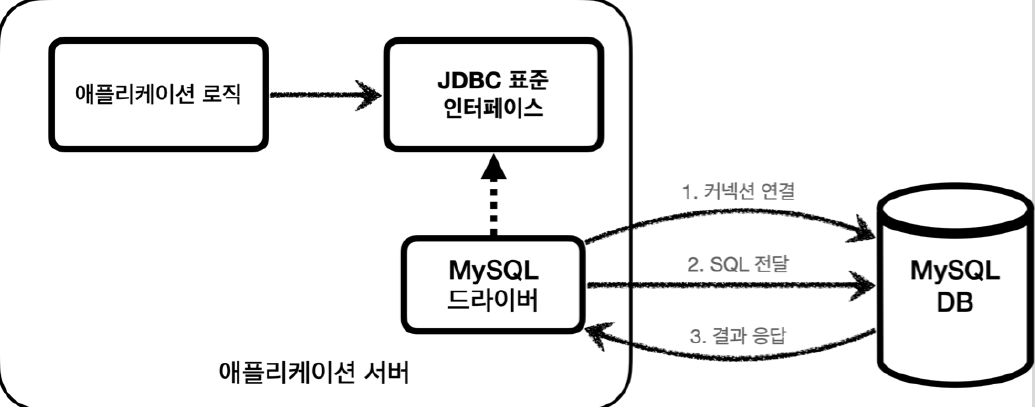 애플리케이션 로직
JDBC 표준
인터페이스
1. 커넥션 연결
MySQL
드라이버
2. SQL 전달
MySQL
DB
3. 결과 응답
애플리케이션 서버